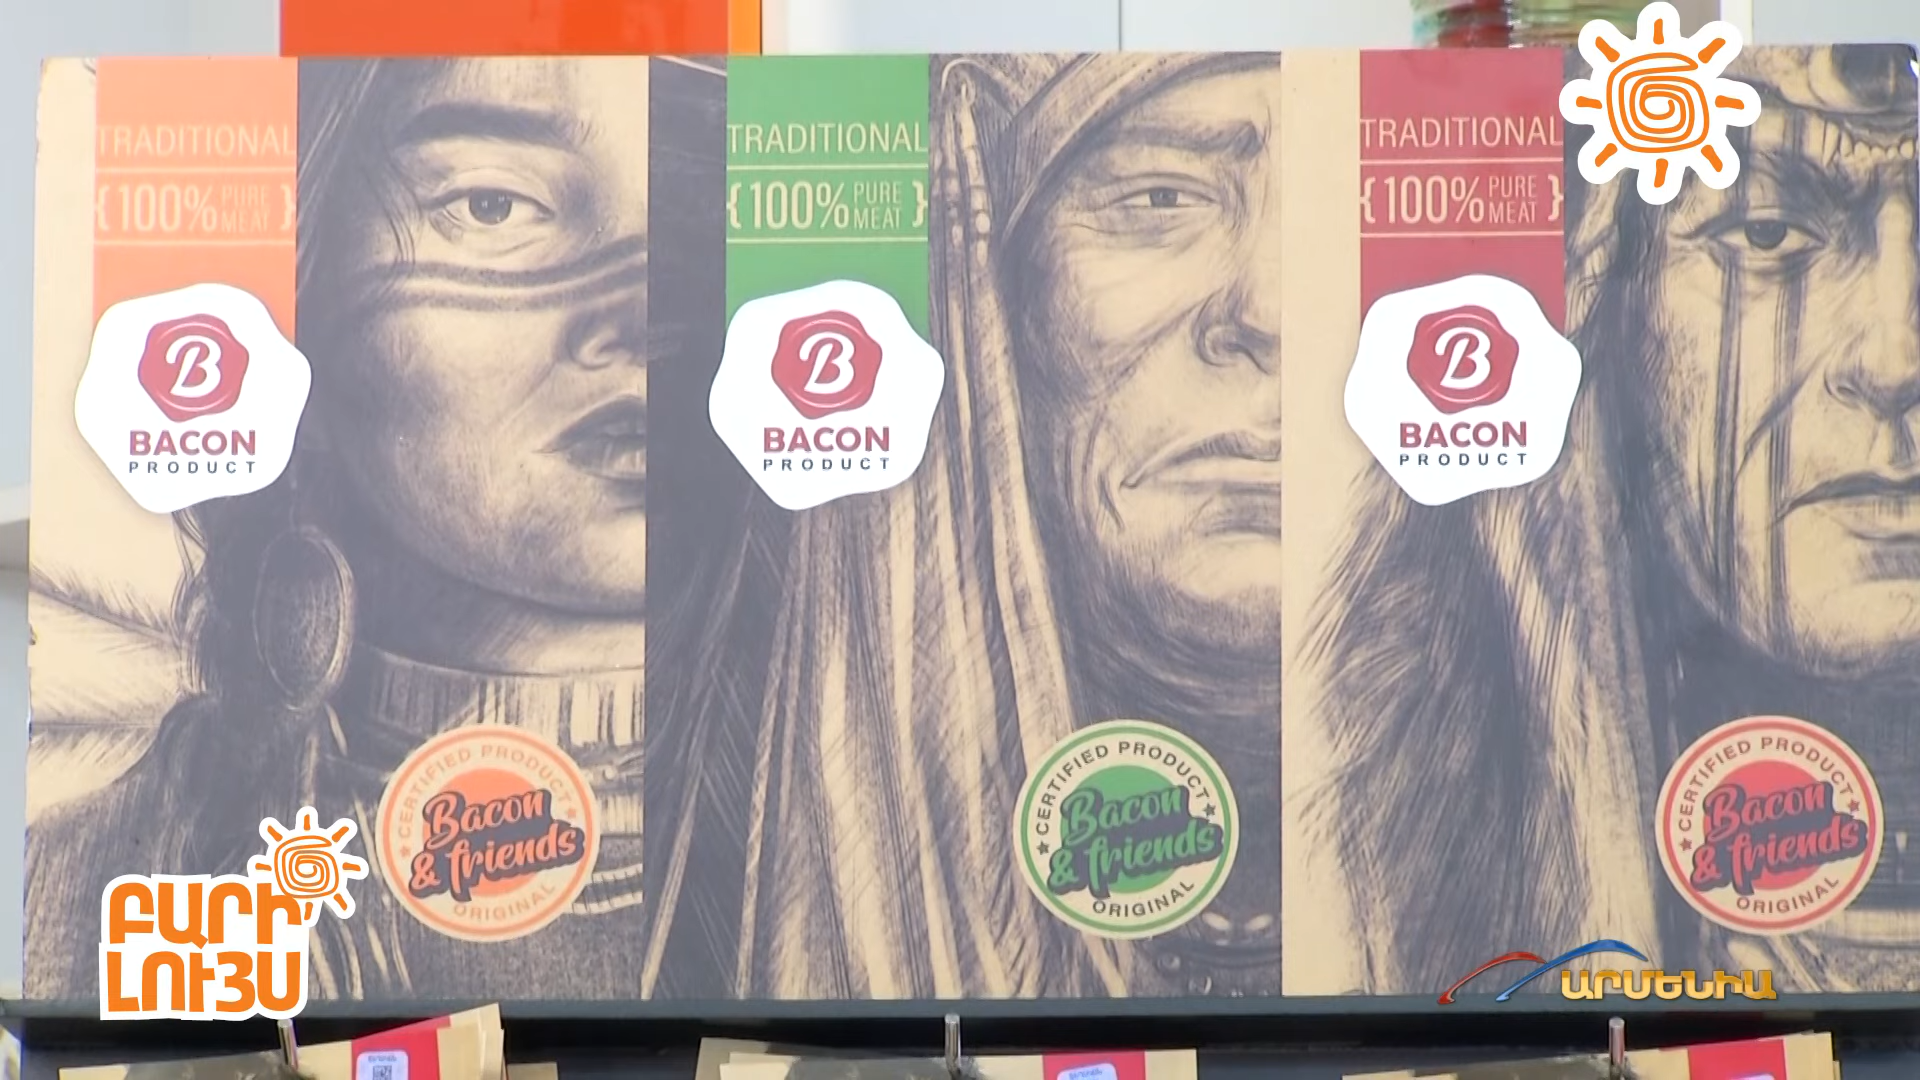 TRADITIONAL
{100% PURE MEAT}
B
BACON
PRODUCT
CERTIFIED PRODUCT
Bacon
& friends
ORIGINAL
TRADITIONAL
{100% PURE MEAT}
B
BACON
PRODUCT
CERTIFIED PRODUCT
Bacon
& friends
ORIGINAL
TRADITIONAL
{100% PURE MEAT}
B
BACON
PRODUCT
CERTIFIED PRODUCT
Bacon
& friends
ORIGINAL
ԲԱՐԻ
ԼՈՒՅՍ
ԱՐՄԵՆԻԱ